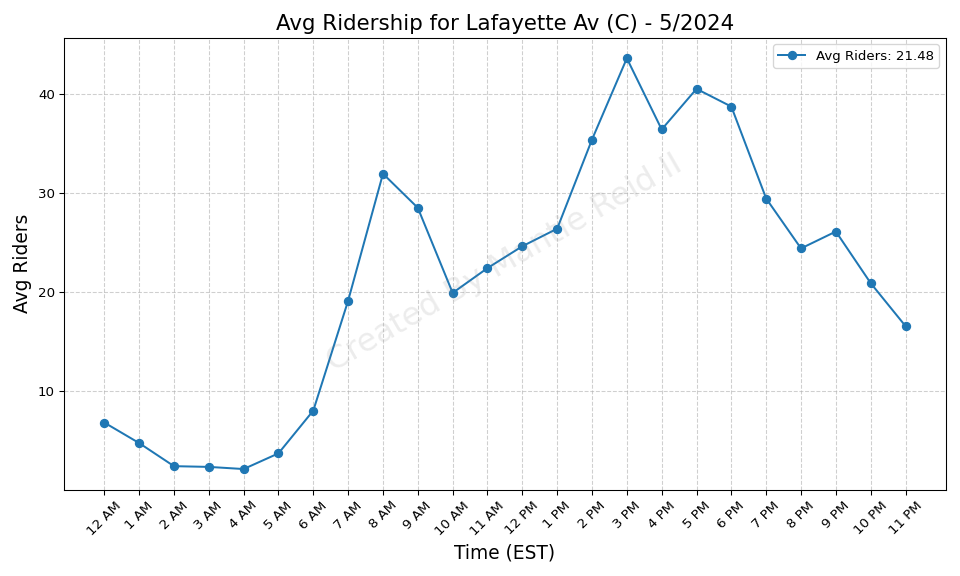 Avg Ridership for Lafayette Av (C) - 5/2024
Avg Riders: 21.48
Avg Riders
40
30
20
10
Created By Mantie Reid II
12 AM
1 AM
2 AM
3 AM
4 AM
5 AM
6 AM
7 AM
8 AM
9 AM
10 AM
11 AM
12 PM
1 PM
2 PM
3 PM
4 PM
5 PM
6 PM
7 PM
8 PM
9 PM
10 PM
11 PM
Time (EST)